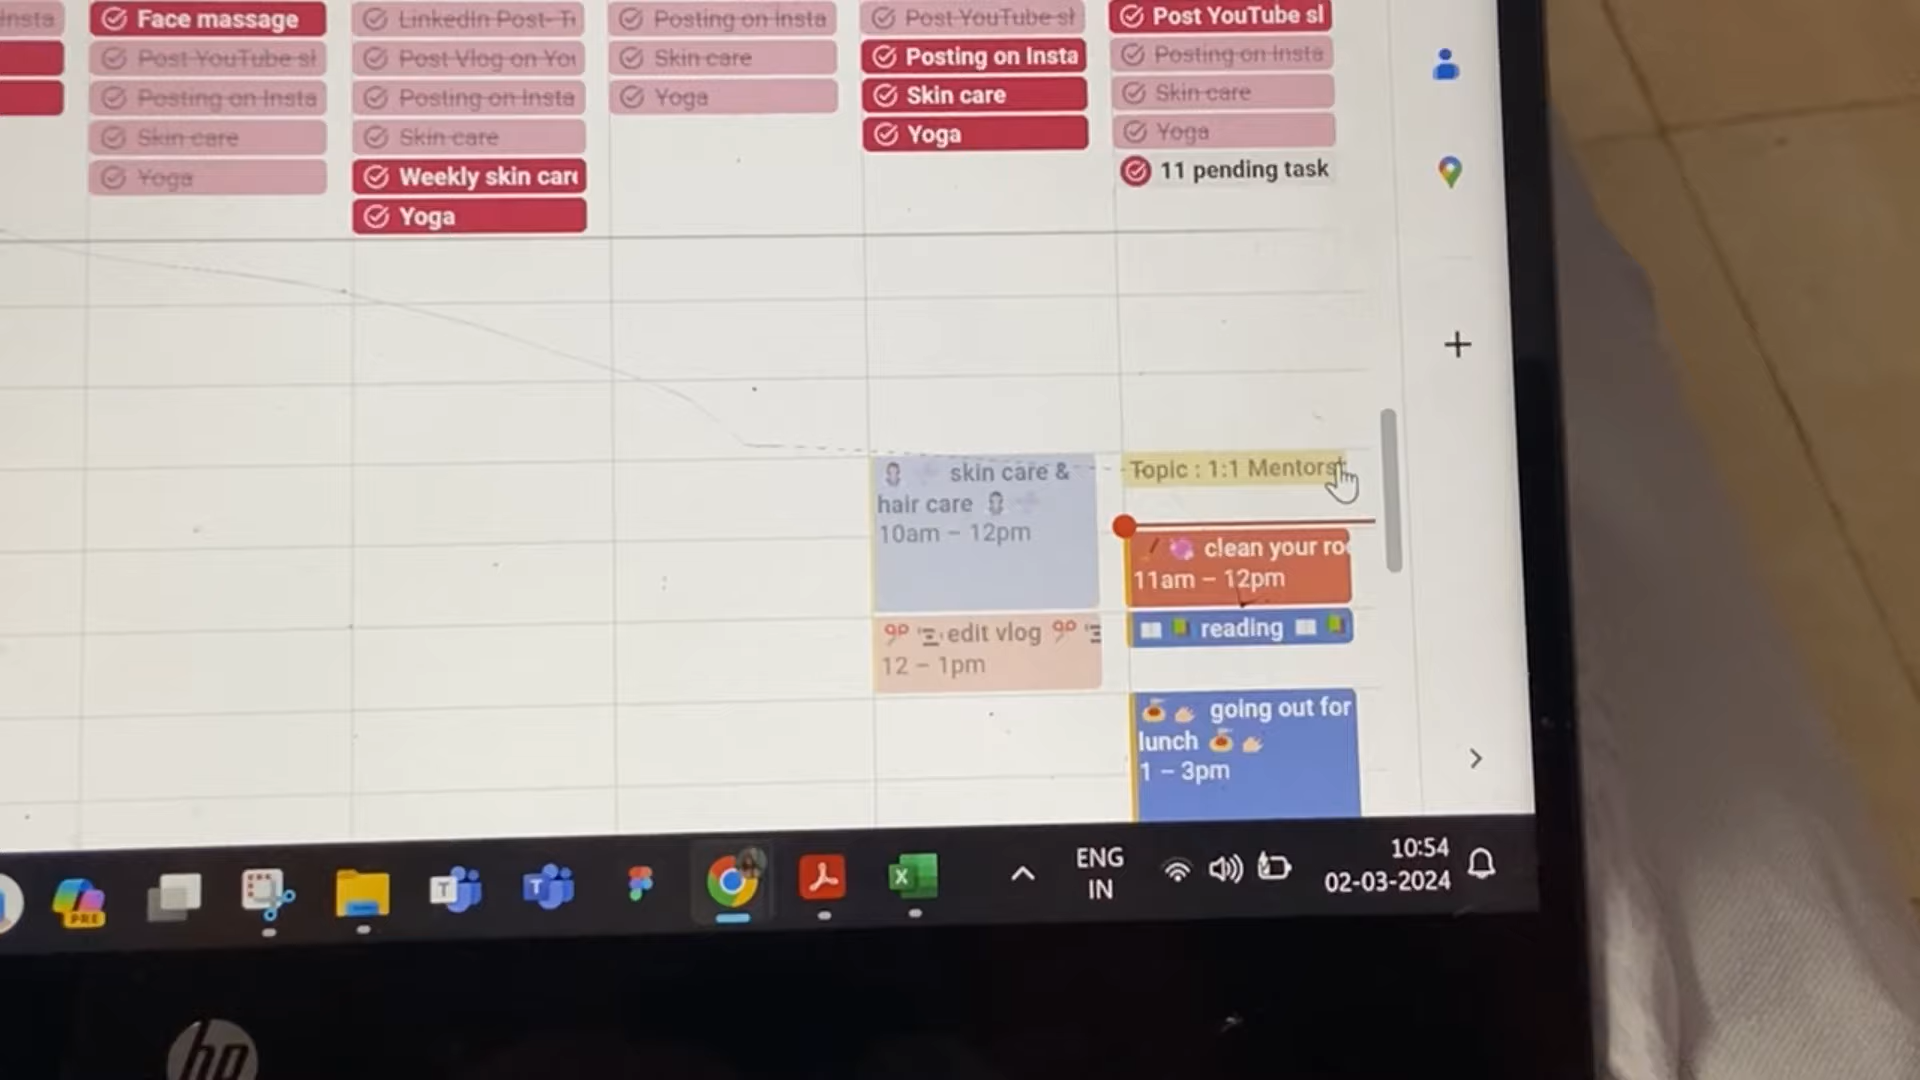 Insta
Face massage
Post YouTube sl
Posting on Insta
Skin care
Yoga
LinkedIn Post- T
Post Vlog on You
Posting on Insta
Skin care
Weekly skin care
Yoga
Posting on Insta
Skin care
Yoga
Post YouTube sl
Posting on Insta
Skin care
Yoga
Post YouTube sl
Posting on Insta
Skin care
Yoga
11 pending task
skin care &
hair care
10am – 12pm
edit vlog
12 – 1pm
Topic : 1:1 Mentors
clean your ro
11am – 12pm
reading
going out for
lunch
1 – 3pm
PRE
T
T
X
ENG
IN
10:54
02-03-2024
hp